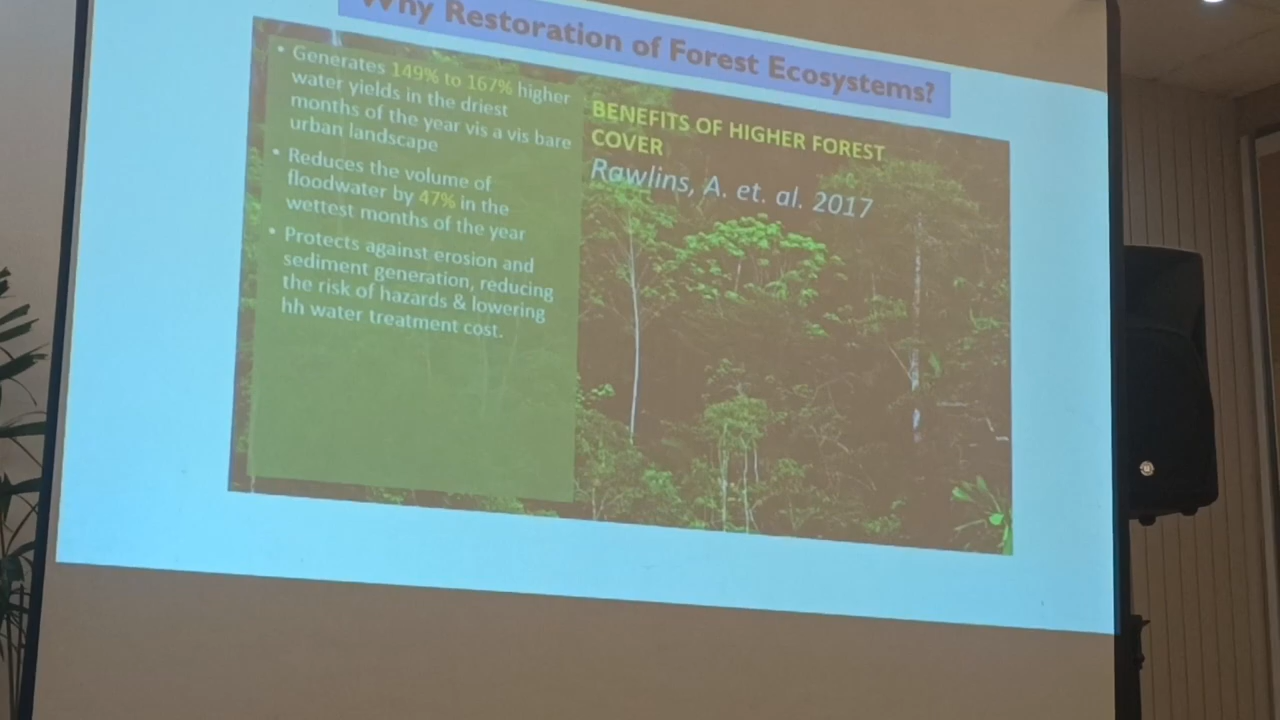 Why Restoration of Forest Ecosystems?
• Generates 149% to 167% higher
water yields in the driest
months of the year vis a vis bare
urban landscape
• Reduces the volume of
floodwater by 47% in the
wettest months of the year
• Protects against erosion and
sediment generation, reducing
the risk of hazards & lowering
hh water treatment cost.
BENEFITS OF HIGHER FOREST
COVER
Rawlins, A. et. al. 2017